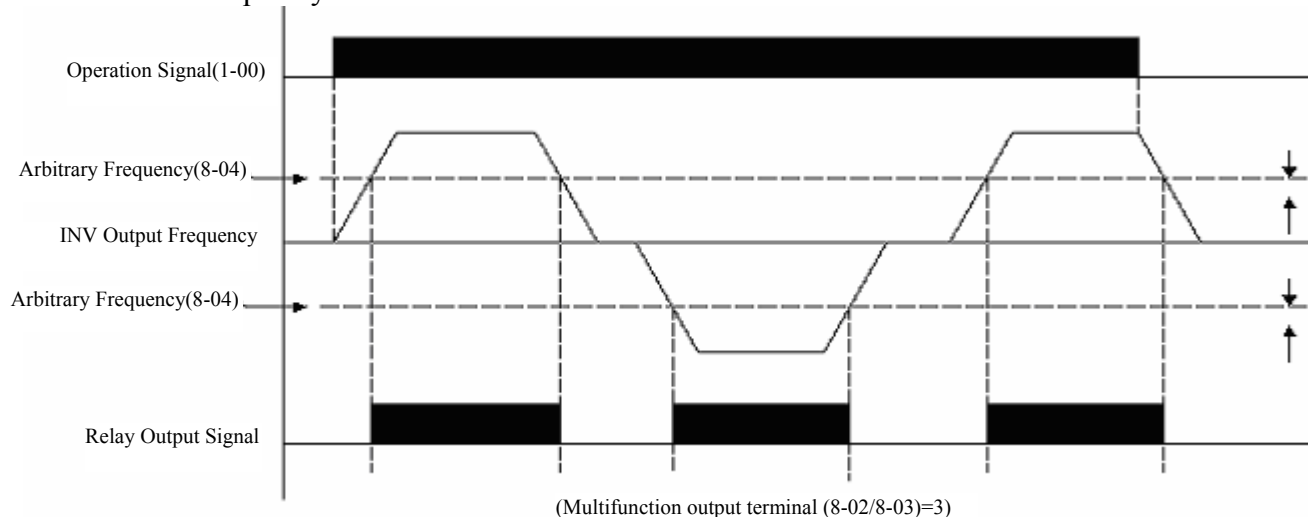 Operation Signal(1-00)
Arbitrary Frequency(8-04)
INV Output Frequency
Arbitrary Frequency(8-04)
Relay Output Signal
(Multifunction output terminal (8-02/8-03)=3)